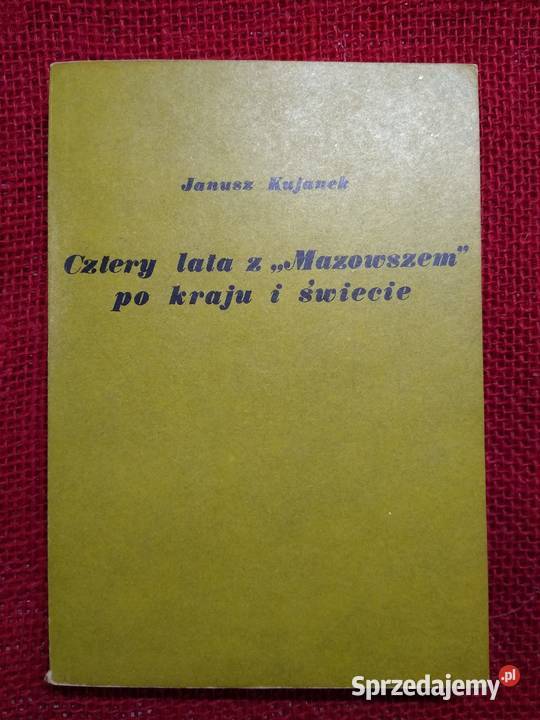 Janusz Kujanek
Cztery lata z „Mazowszem”
po kraju i świecie
Sprzedajemy.pl